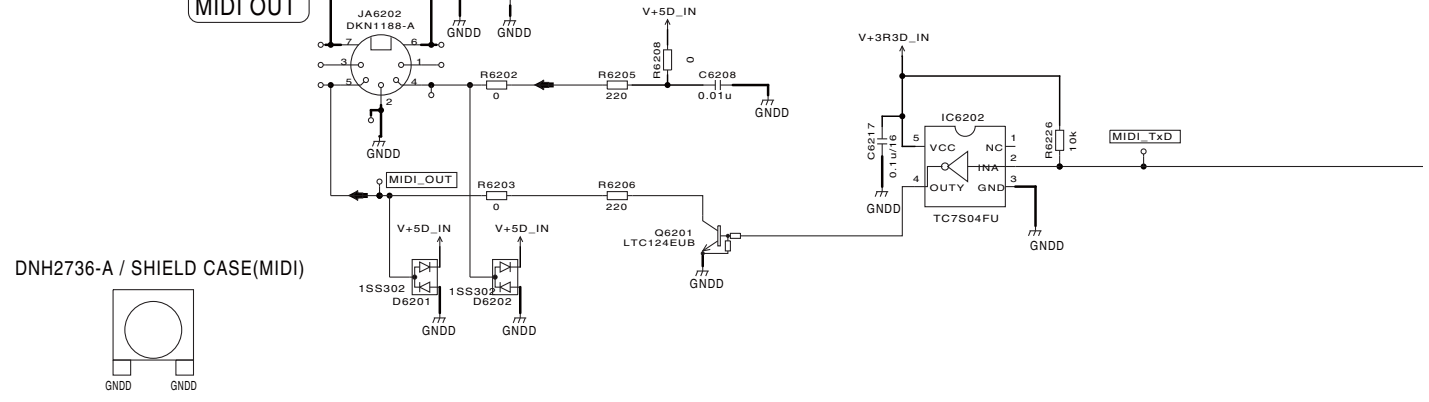 MIDI OUT
JA6202
DKN1188-A
GNDD
GNDD
7
6
3
1
5
4
2
GNDD
R6202
0
R6205
220
V+5D_IN
R6208
0
C6208
0.01u
GNDD
V+3R3D_IN
C6217
0.1u/16
GNDD
IC6202
5
VCC
NC
1
INA
2
4
OUTY
GND
3
TC7S04FU
GNDD
R6226
10k
MIDI_TxD
MIDI_OUT
R6203
0
R6206
220
Q6201
LTC124EUB
GNDD
V+5D_IN
V+5D_IN
1SS302
D6201
1SS302
D6202
GNDD
GNDD
DNH2736-A / SHIELD CASE(MIDI)
GNDD
GNDD